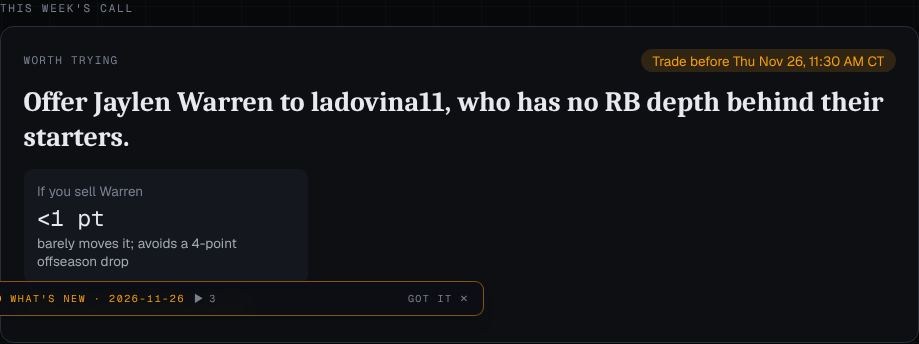 THIS WEEK'S CALL
WORTH TRYING
Trade before Thu Nov 26, 11:30 AM CT
Offer Jaylen Warren to ladovina11, who has no RB depth behind their
starters.
If you sell Warren
<1 pt
barely moves it; avoids a 4-point
offseason drop
WHAT'S NEW · 2026-11-26 ▶ 3
GOT IT ×